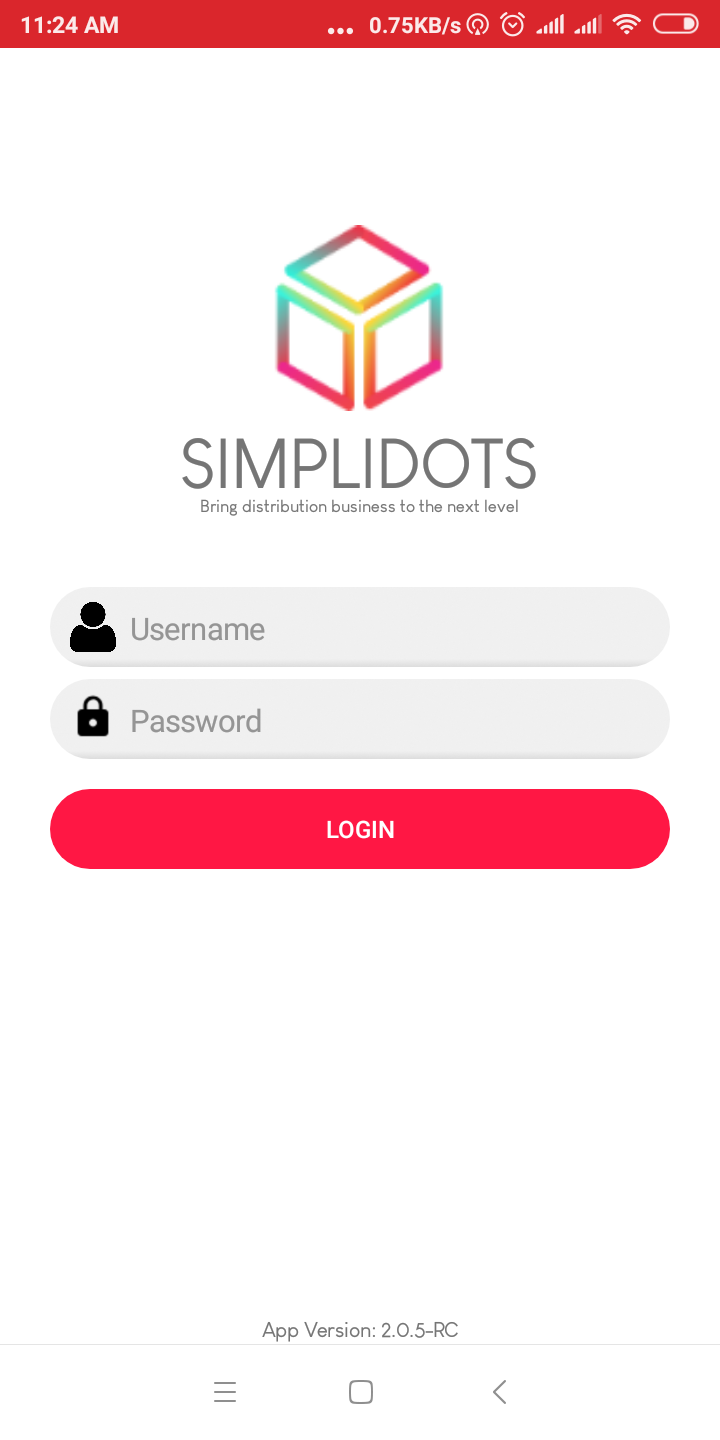 11:24 AM ... 0.75KB/s
SIMPLIDOTS
Bring distribution business to the next level
Username
Password
LOGIN
App Version: 2.0.5-RC